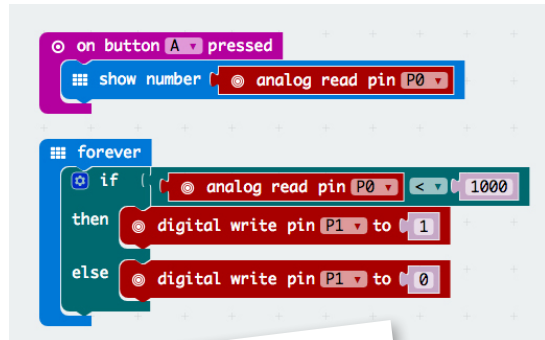 on button A pressed
show number analog read pin P0
forever
if analog read pin P0 < 1000
then digital write pin P1 to 1
else digital write pin P1 to 0